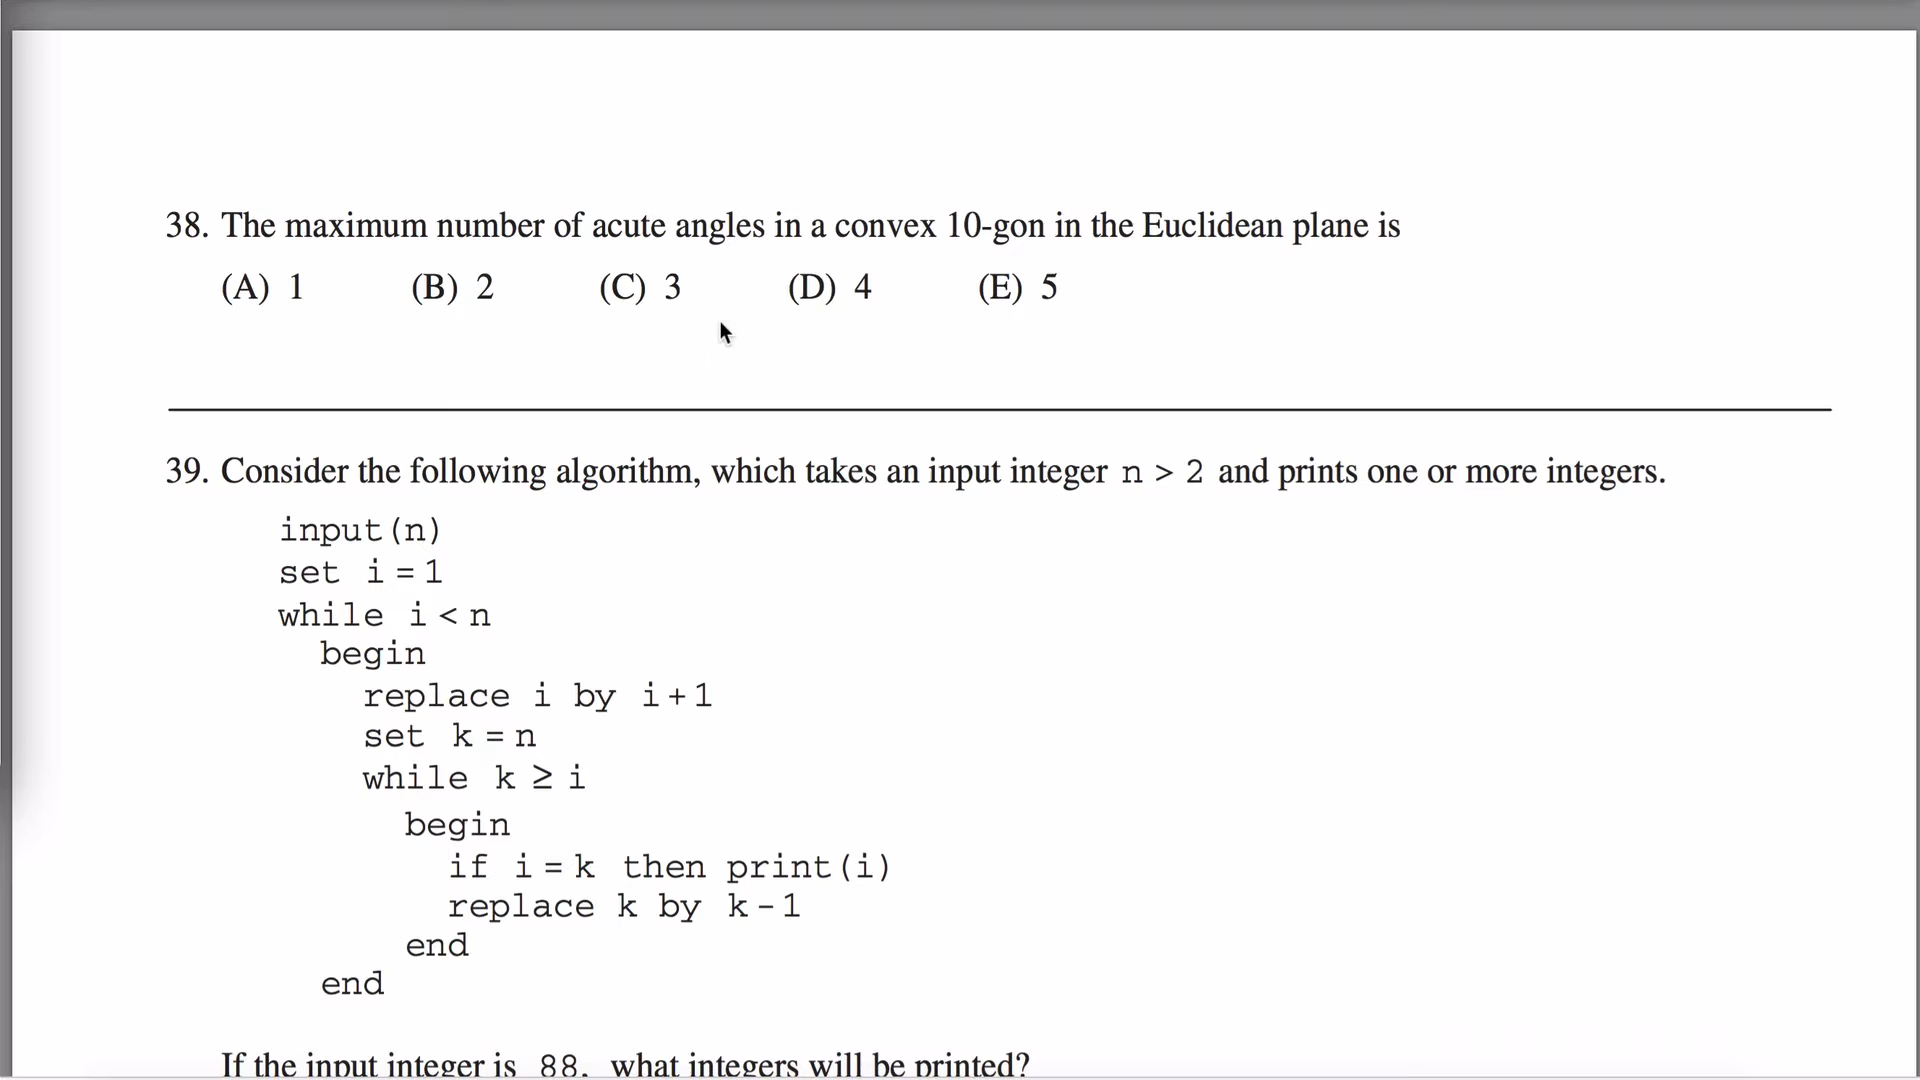 38. The maximum number of acute angles in a convex 10-gon in the Euclidean plane is
(A) 1 (B) 2 (C) 3 (D) 4 (E) 5
39. Consider the following algorithm, which takes an input integer n > 2 and prints one or more integers.
input(n)
set i = 1
while i < n
begin
replace i by i + 1
set k = n
while k ≥ i
begin
if i = k then print(i)
replace k by k - 1
end
end
If the input integer is 88, what integers will be printed?